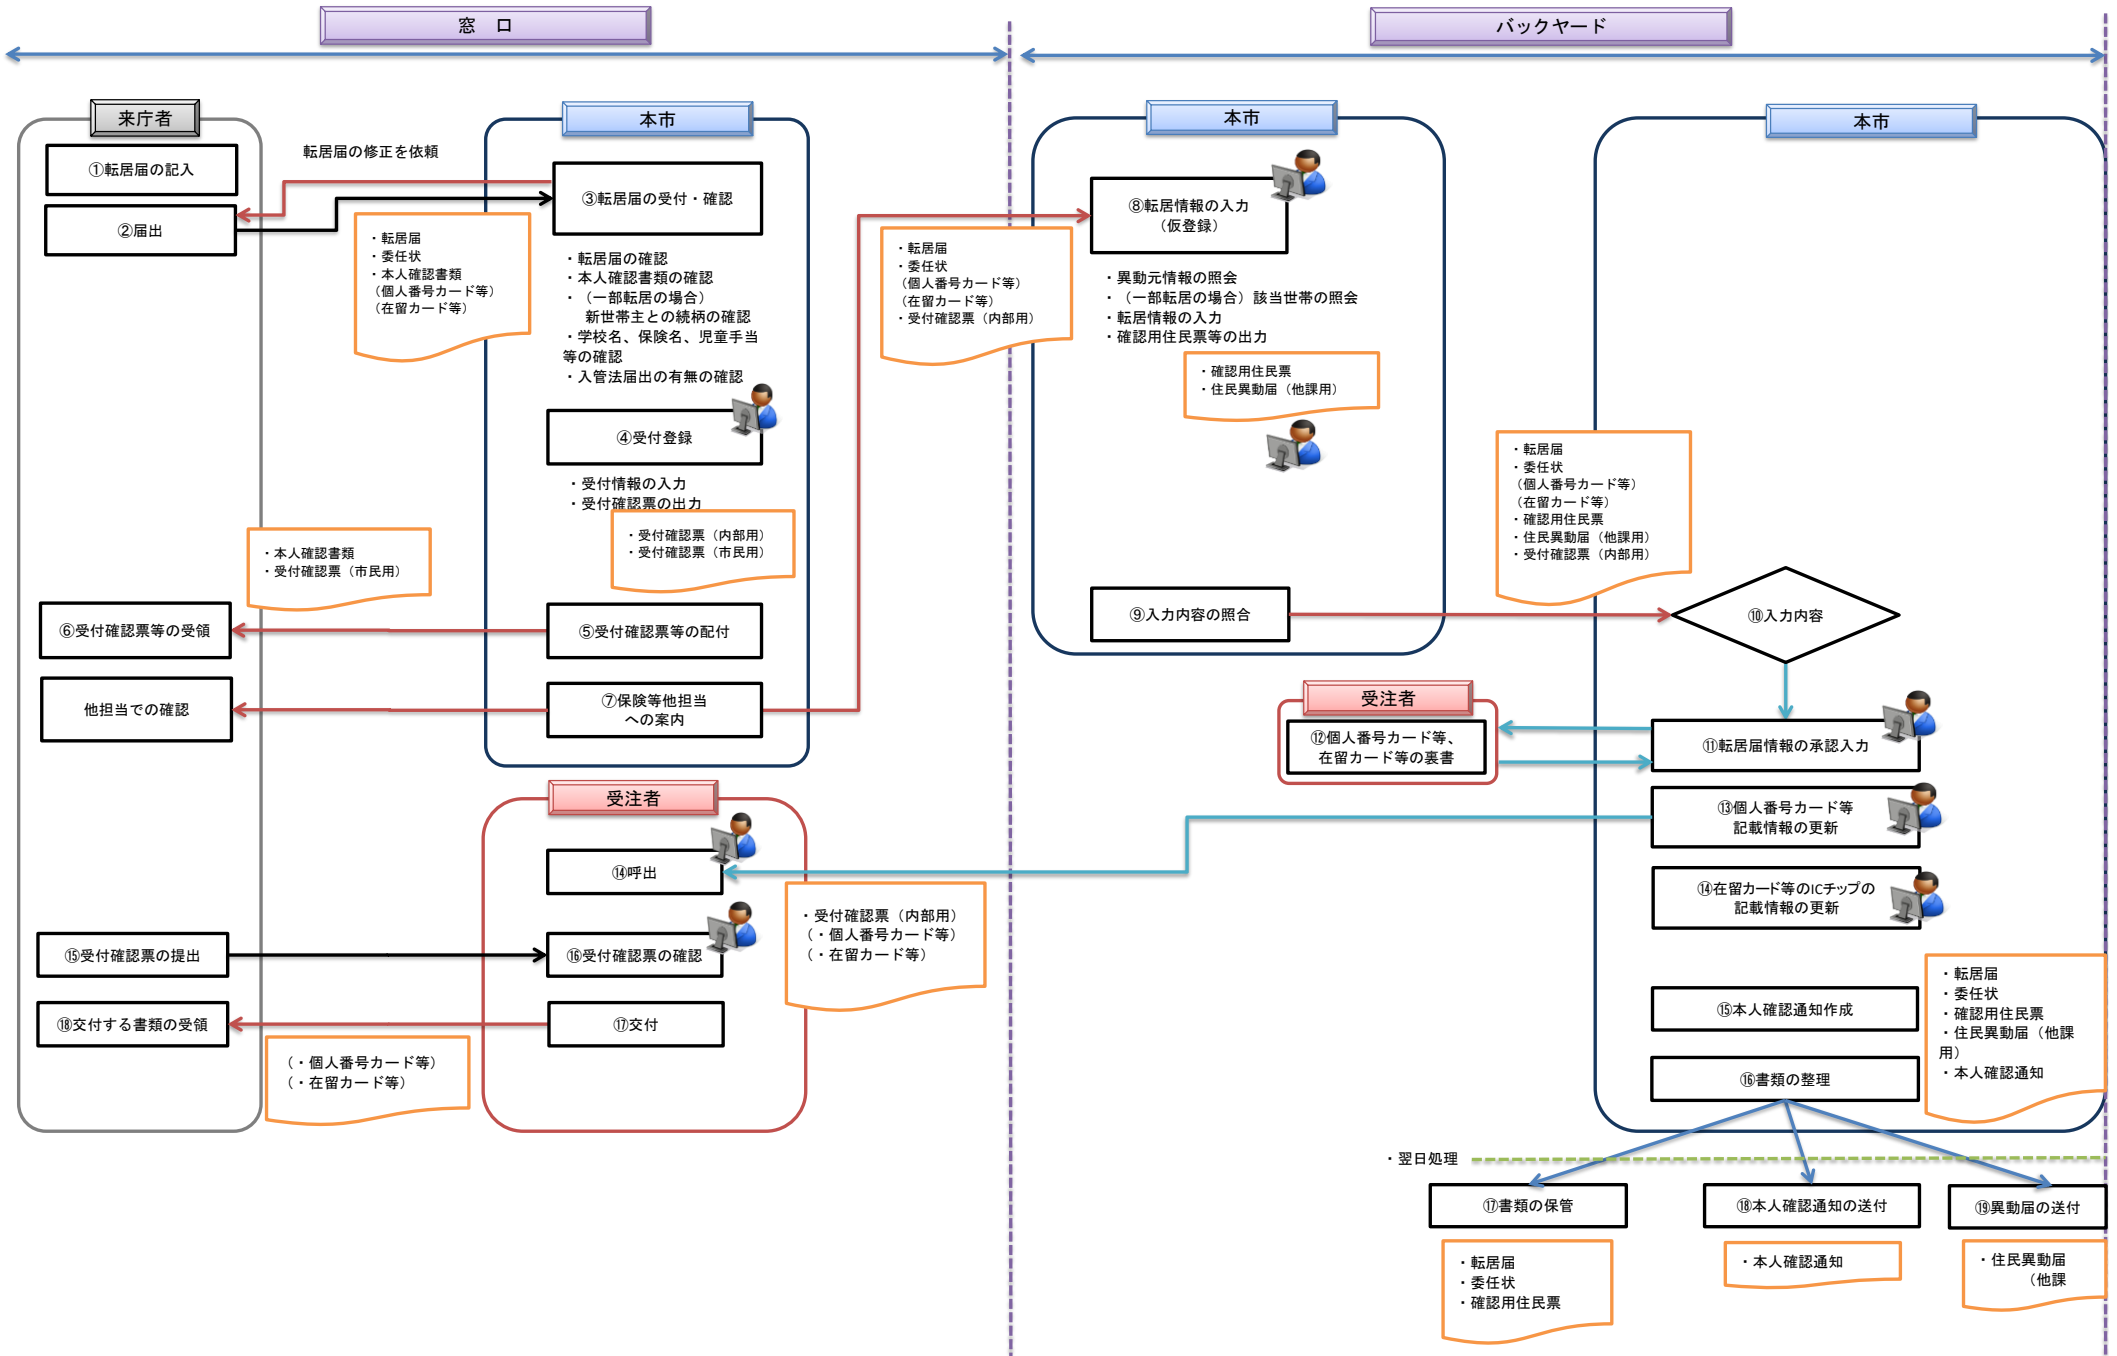 窓　口
バックヤード
来庁者
本市
本市
本市
①転居届の記入
転居届の修正を依頼
②届出
③転居届の受付・確認
・転居届
・委任状
・本人確認書類
（個人番号カード等）
（在留カード等）
・転居届の確認
・本人確認書類の確認
・（一部転居の場合）
新世帯主との続柄の確認
・学校名、保険名、児童手当
等の確認
・入管法届出の有無の確認
④受付登録
・受付情報の入力
・受付確認票の出力
・受付確認票（内部用）
・受付確認票（市民用）
・本人確認書類
・受付確認票（市民用）
⑥受付確認票等の受領
⑤受付確認票等の配付
他担当での確認
⑦保険等他担当
への案内
・転居届
・委任状
（個人番号カード等）
（在留カード等）
・受付確認票（内部用）
⑧転居情報の入力
（仮登録）
・異動元情報の照会
・（一部転居の場合）該当世帯の照会
・転居情報の入力
・確認用住民票等の出力
・確認用住民票
・住民異動届（他課用）
⑨入力内容の照合
・転居届
・委任状
（個人番号カード等）
（在留カード等）
・確認用住民票
・住民異動届（他課用）
・受付確認票（内部用）
⑩入力内容
受注者
⑫個人番号カード等、
在留カード等の裏書
⑪転居届情報の承認入力
⑬個人番号カード等
記載情報の更新
⑭在留カード等のICチップの
記載情報の更新
受注者
⑭呼出
・受付確認票（内部用）
（・個人番号カード等）
（・在留カード等）
⑮受付確認票の提出
⑯受付確認票の確認
⑱交付する書類の受領
⑰交付
（・個人番号カード等）
（・在留カード等）
⑮本人確認通知作成
⑯書類の整理
・転居届
・委任状
・確認用住民票
・住民異動届（他課
用）
・本人確認通知
・翌日処理
⑰書類の保管
⑱本人確認通知の送付
⑲異動届の送付
・転居届
・委任状
・確認用住民票
・本人確認通知
・住民異動届
（他課